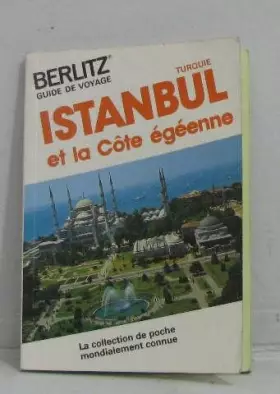 BERLITZ®
GUIDE DE VOYAGE
TURQUIE
ISTANBUL
et la Côte égéenne
La collection de poche
mondialement connue